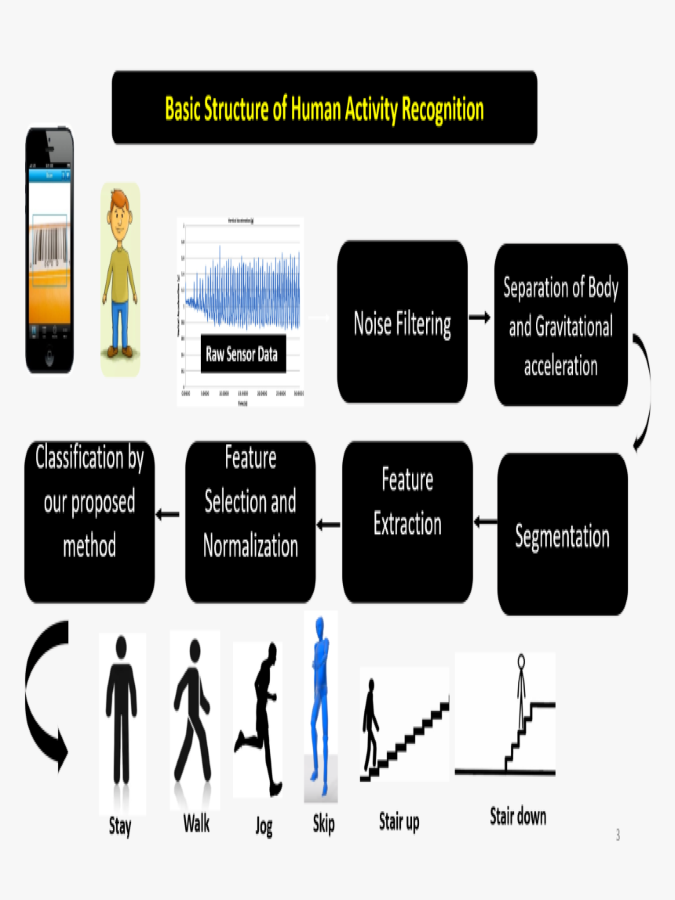 Basic Structure of Human Activity Recognition
Raw Sensor Data
Noise Filtering
Separation of Body
and Gravitational
acceleration
Segmentation
Feature
Extraction
Feature
Selection and
Normalization
Classification by
our proposed
method
Stay
Walk
Jog
Skip
Stair up
Stair down
3